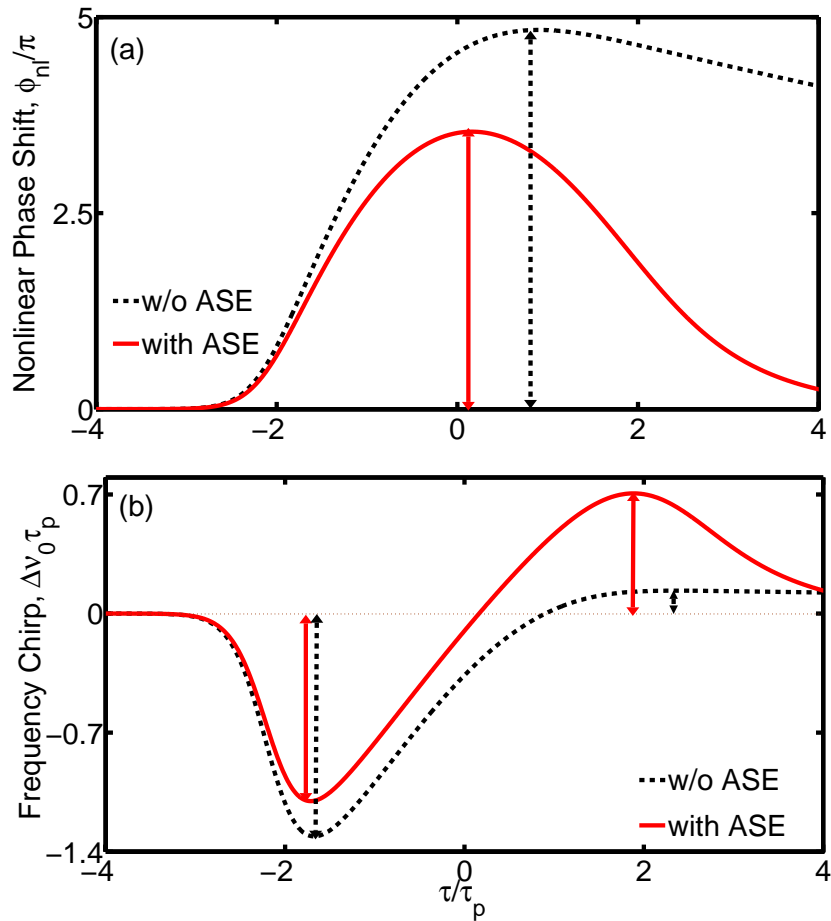 (a)
Nonlinear Phase Shift, ϕnl/π
5
2.5
0
w/o ASE
with ASE
−4 −2 0 2 4
(b)
Frequency Chirp, Δν0τp
0.7
0
−0.7
−1.4
w/o ASE
with ASE
−4 −2 0 2 4
τ/τp